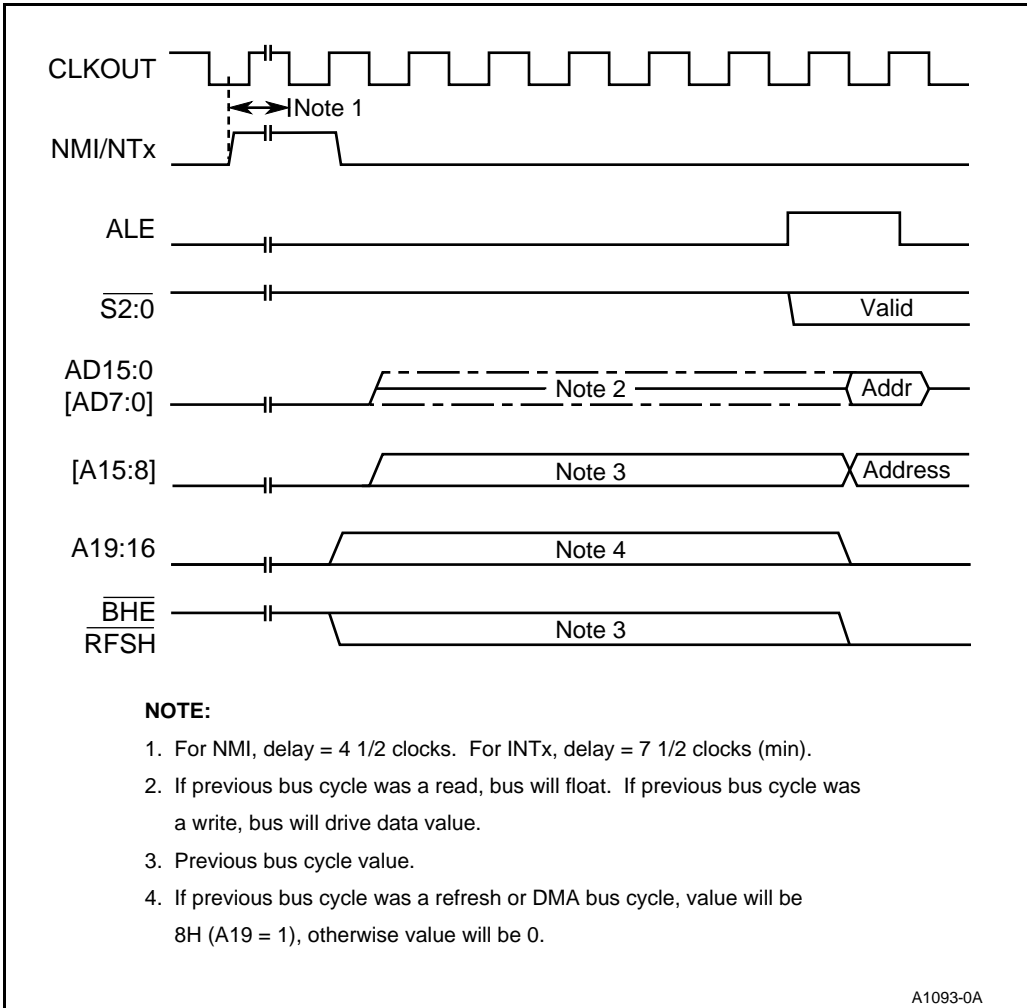 CLKOUT
Note 1
NMI/NTx
ALE
S2:0
Valid
AD15:0
[AD7:0]
Note 2
Addr
[A15:8]
Note 3
Address
A19:16
Note 4
BHE
RFSH
Note 3
NOTE:
1. For NMI, delay = 4 1/2 clocks. For INTx, delay = 7 1/2 clocks (min).
2. If previous bus cycle was a read, bus will float. If previous bus cycle was
a write, bus will drive data value.
3. Previous bus cycle value.
4. If previous bus cycle was a refresh or DMA bus cycle, value will be
8H (A19 = 1), otherwise value will be 0.
A1093-0A